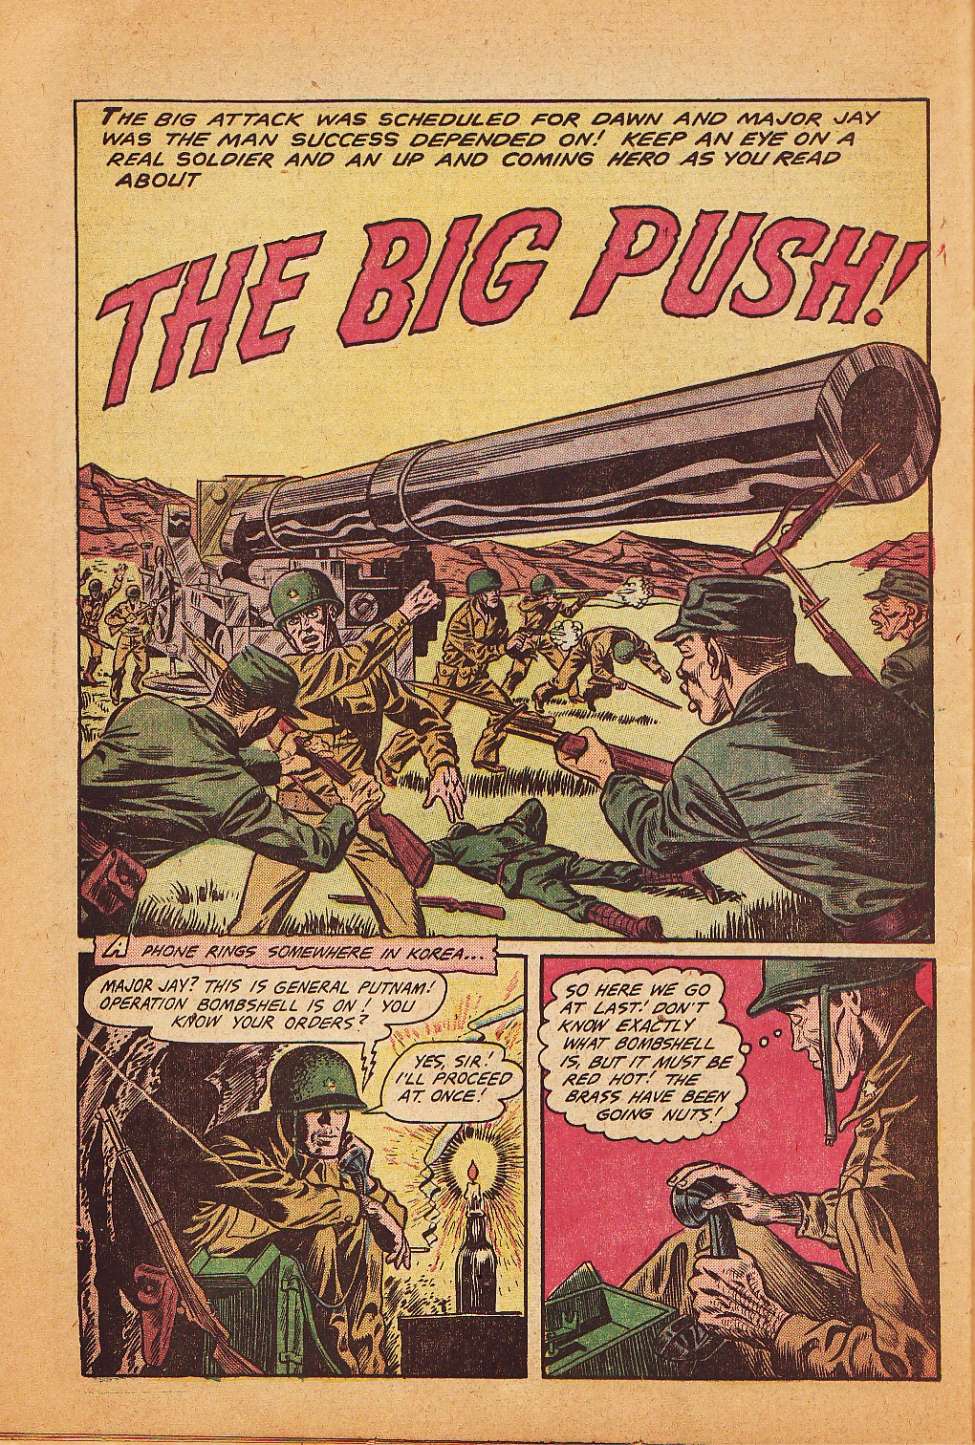 THE BIG ATTACK WAS SCHEDULED FOR DAWN AND MAJOR JAY
WAS THE MAN SUCCESS DEPENDED ON! KEEP AN EYE ON A
REAL SOLDIER AND AN UP AND COMING HERO AS YOU READ
ABOUT
THE BIG PUSH!
A PHONE RINGS SOMEWHERE IN KOREA...
MAJOR JAY? THIS IS GENERAL PUTNAM!
OPERATION BOMBSHELL IS ON! YOU
KNOW YOUR ORDERS?
YES, SIR!
I'LL PROCEED
AT ONCE!
SO HERE WE GO
AT LAST! DON'T
KNOW EXACTLY
WHAT BOMBSHELL
IS, BUT IT MUST BE
RED HOT! THE
BRASS HAVE BEEN
GOING NUTS!